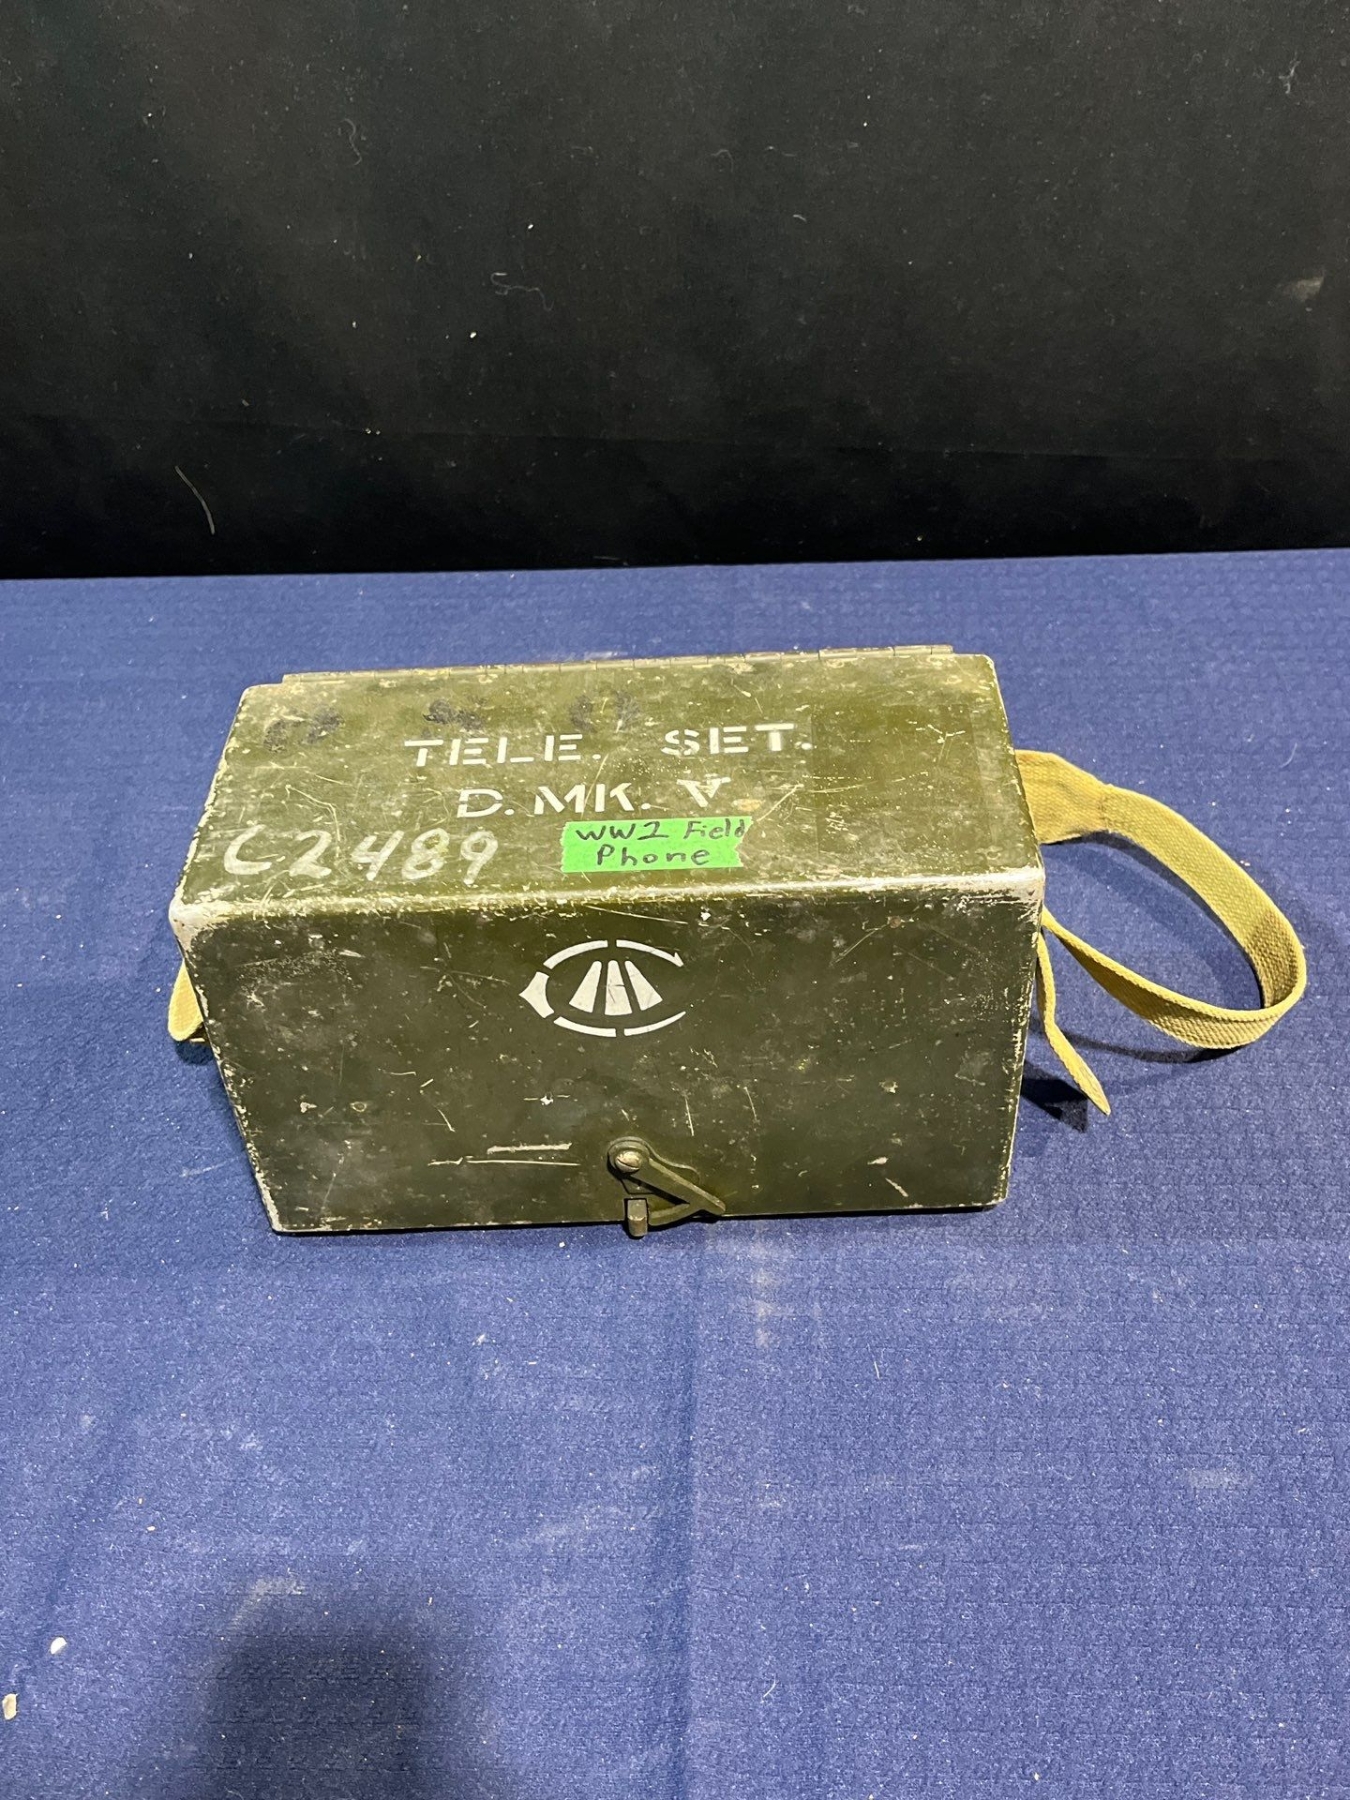 TELE. SET.
D. MK. V
C2489
WW2 Field
Phone